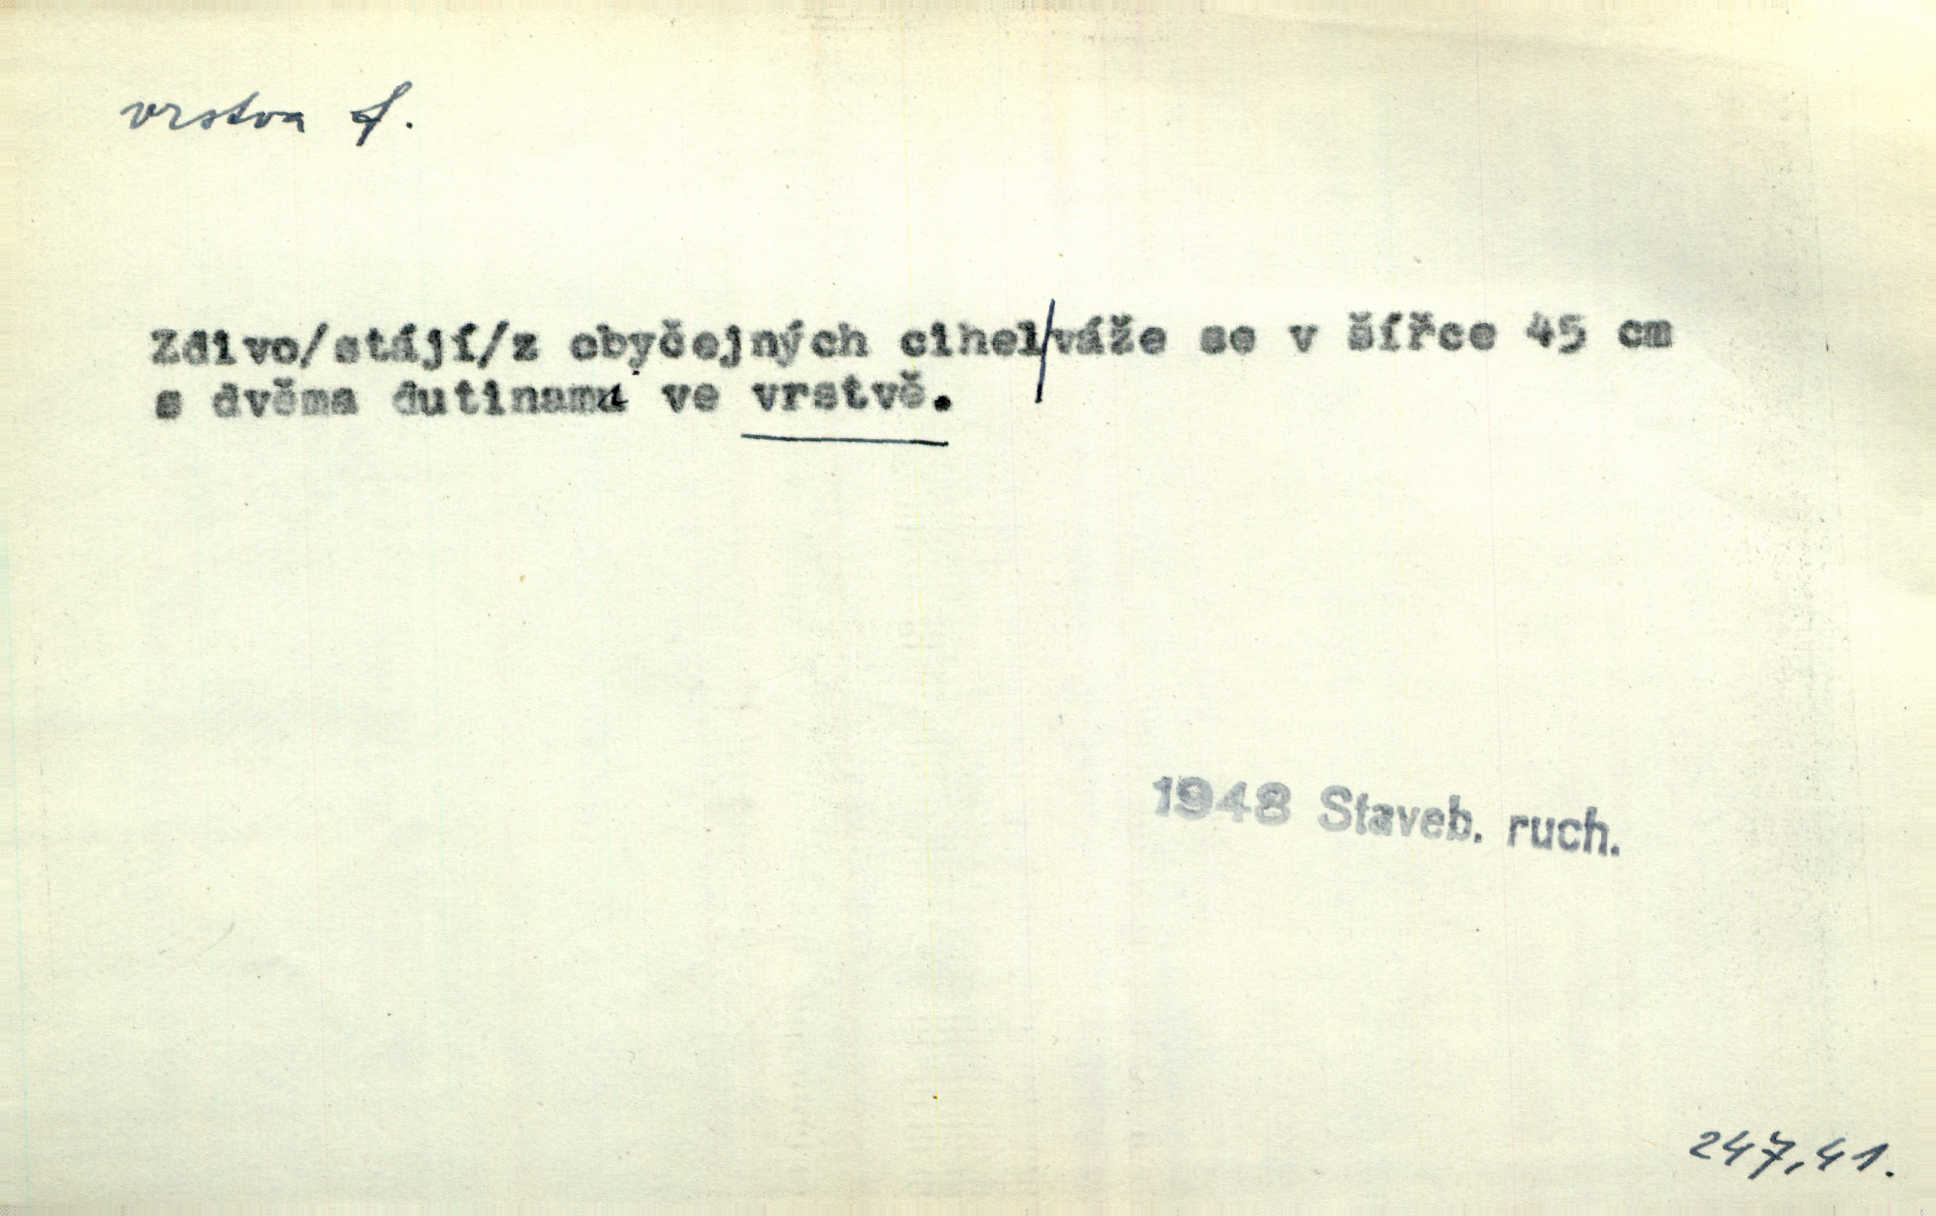 vrstva f.
Zdivo/stájí/z obyčejných cihel/váže se v šířce 45 cm
s dvěma dutinami ve vrstvě.
1948 Staveb. ruch.
247,41.